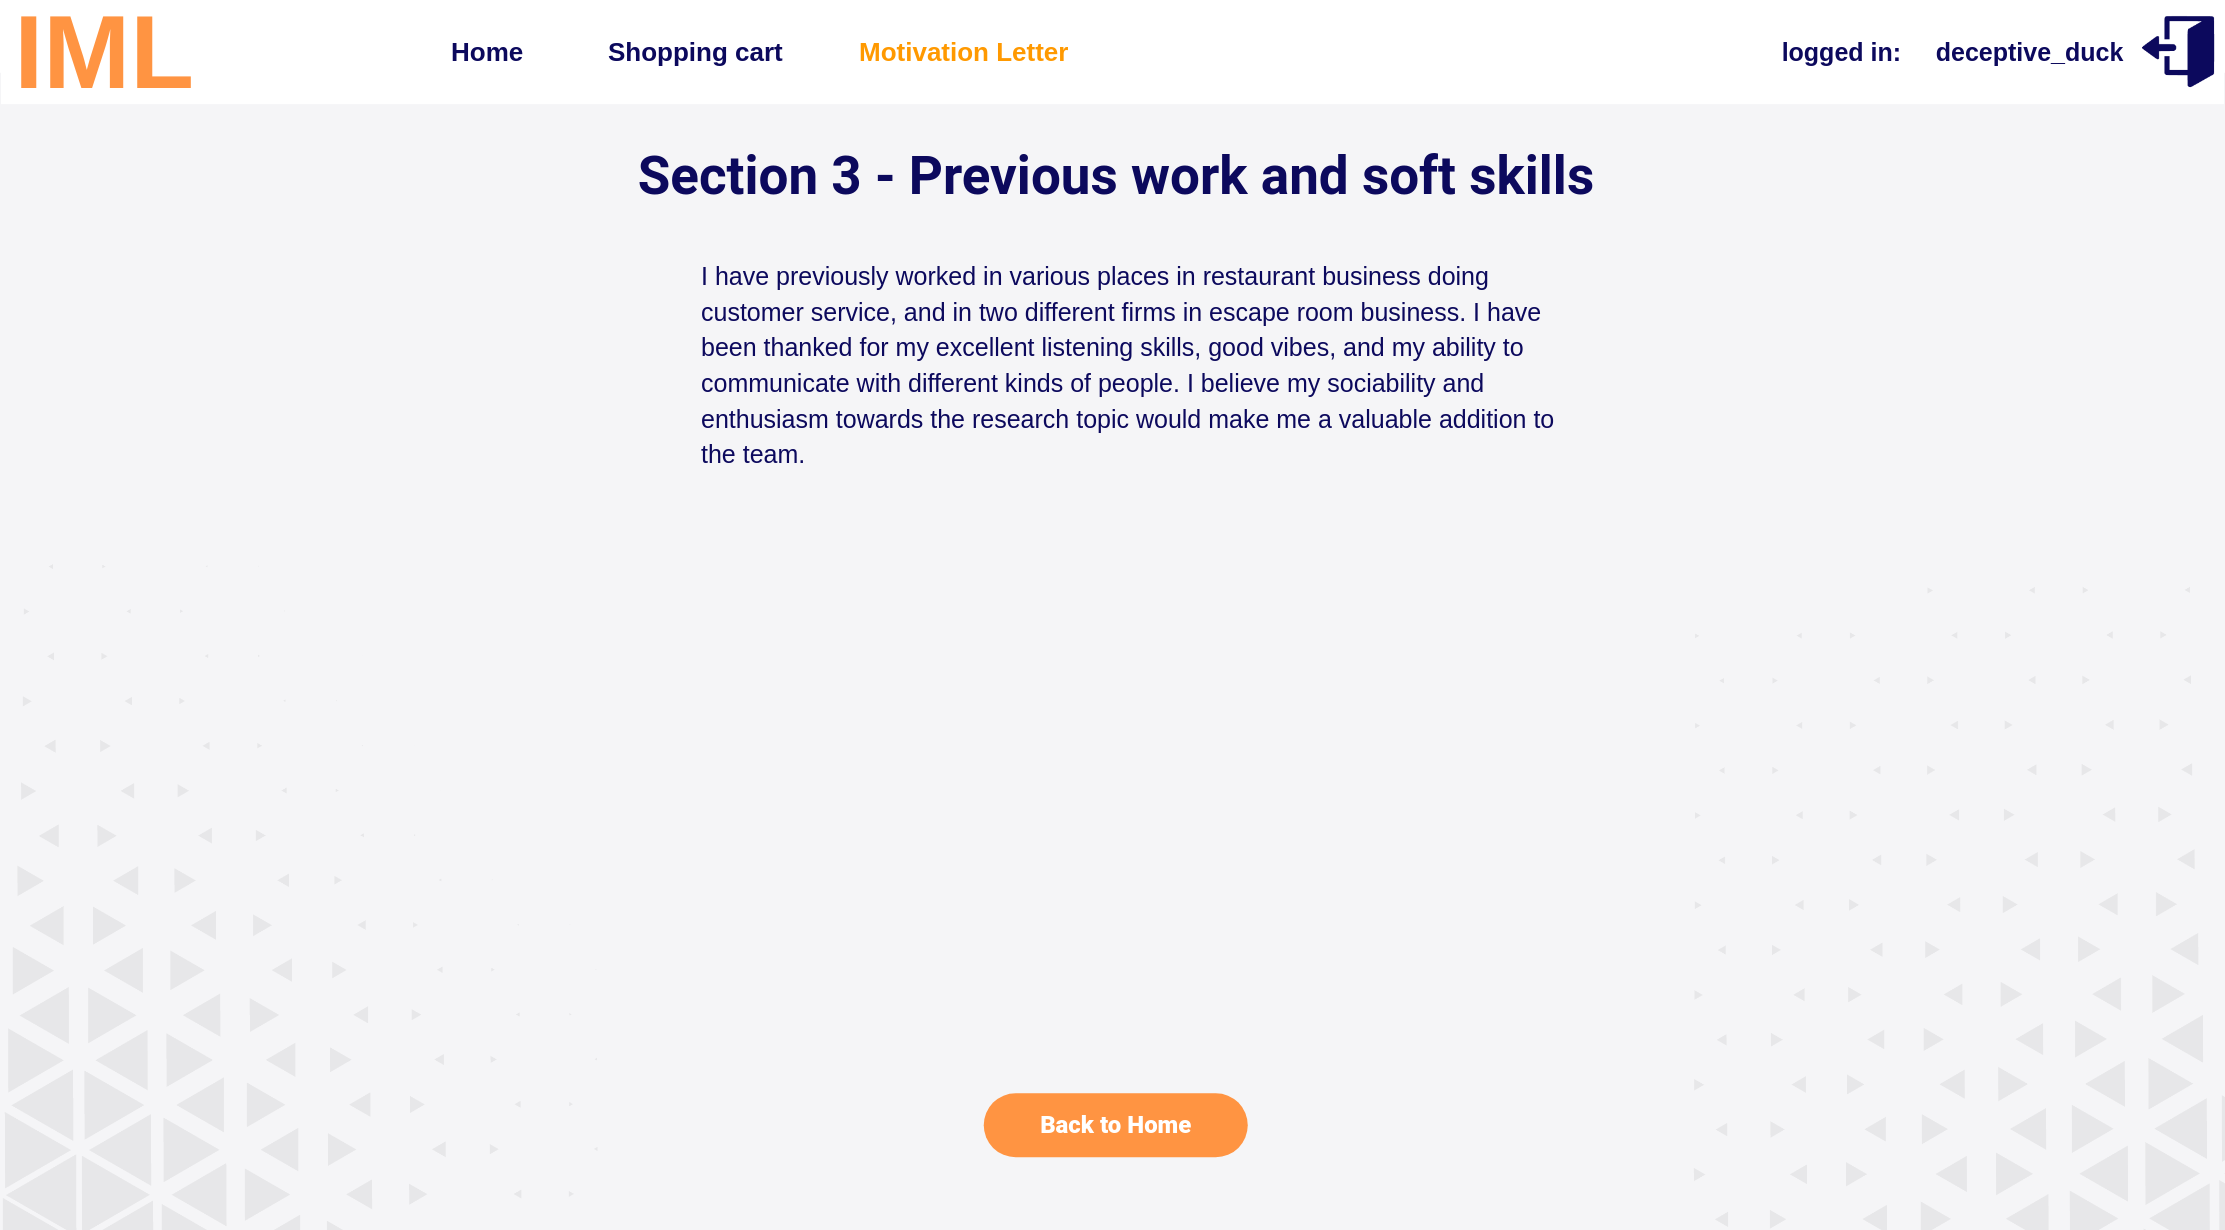 IML
Home
Shopping cart
Motivation Letter
logged in:
deceptive_duck
Section 3 - Previous work and soft skills
I have previously worked in various places in restaurant business doing
customer service, and in two different firms in escape room business. I have
been thanked for my excellent listening skills, good vibes, and my ability to
communicate with different kinds of people. I believe my sociability and
enthusiasm towards the research topic would make me a valuable addition to
the team.
Back to Home